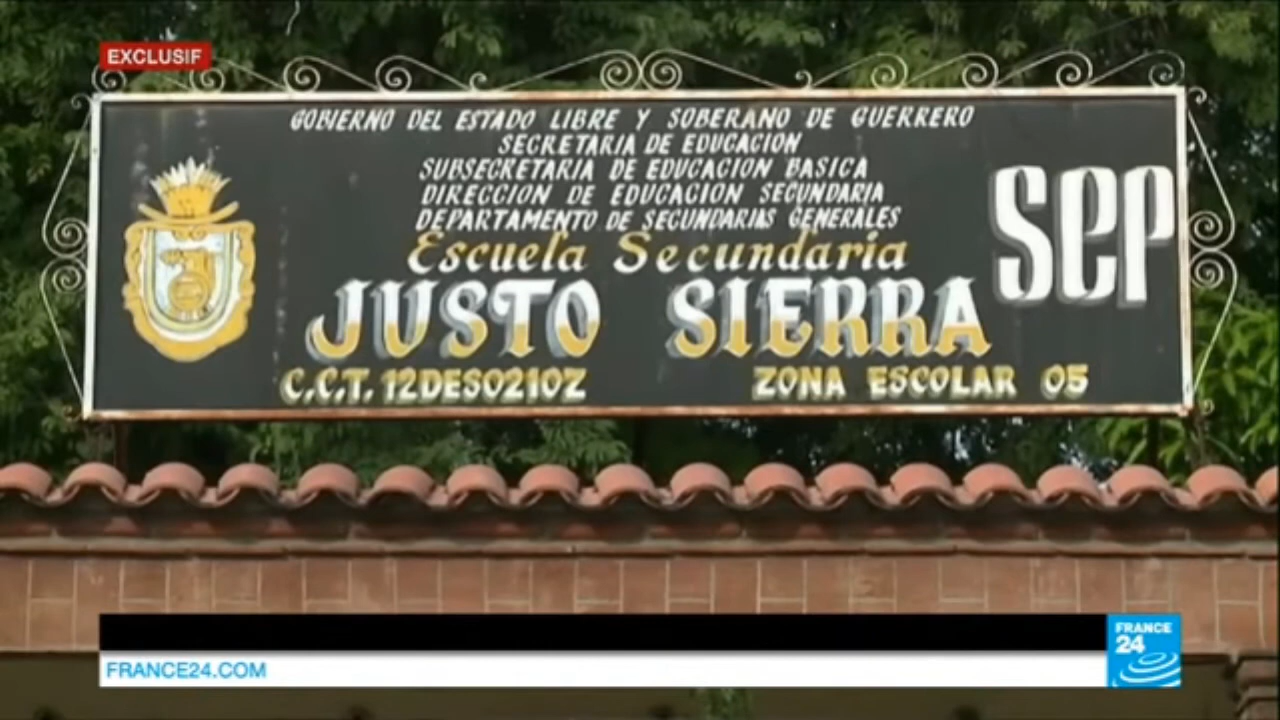 EXCLUSIF
GOBIERNO DEL ESTADO LIBRE Y SOBERANO DE GUERRERO
SECRETARIA DE EDUCACION
SUBSECRETARIA DE EDUCACION BASICA
DIRECCION DE EDUCACION SECUNDARIA
DEPARTAMENTO DE SECUNDARIAS GENERALES
Escuela Secundaria
SEP
JUSTO SIERRA
C.C.T. 12DES0210Z ZONA ESCOLAR 05
FRANCE 24
FRANCE24.COM